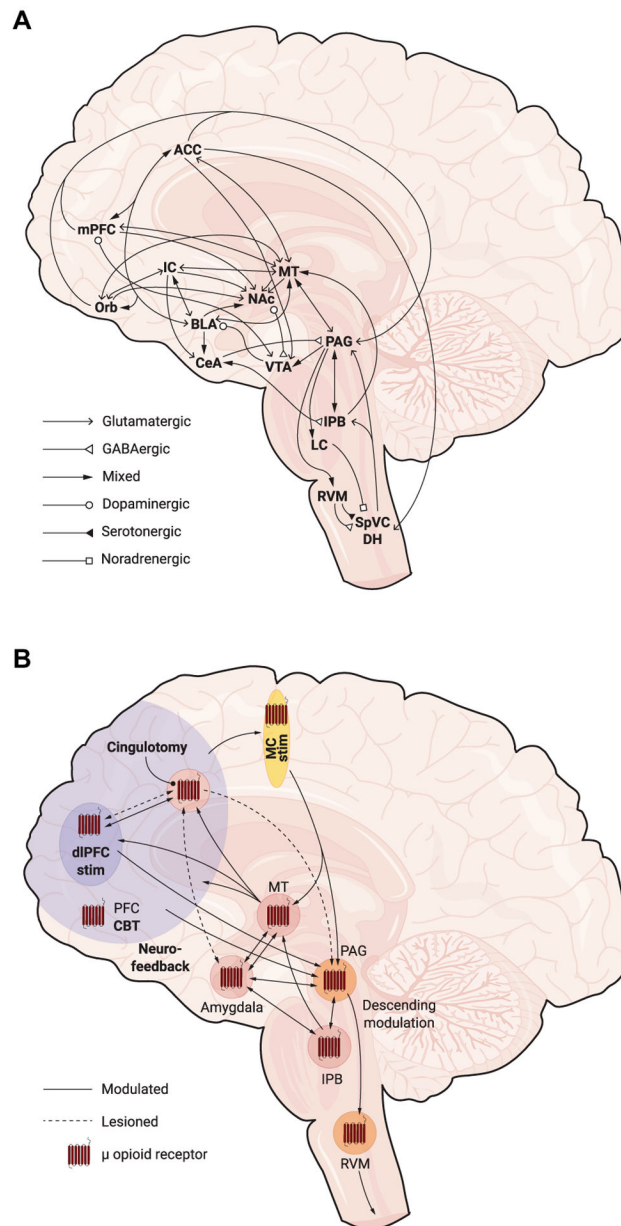 A
ACC
mPFC
IC
MT
Orb
NAc
BLA
PAG
CeA
VTA
lPB
LC
RVM
SpVC
DH
Glutamatergic
GABAergic
Mixed
Dopaminergic
Serotonergic
Noradrenergic
B
MC
stim
Cingulotomy
dlPFC
stim
MT
PFC
CBT
PAG
Neuro-
feedback
Amygdala
Descending
modulation
lPB
Modulated
Lesioned
μ opioid receptor
RVM